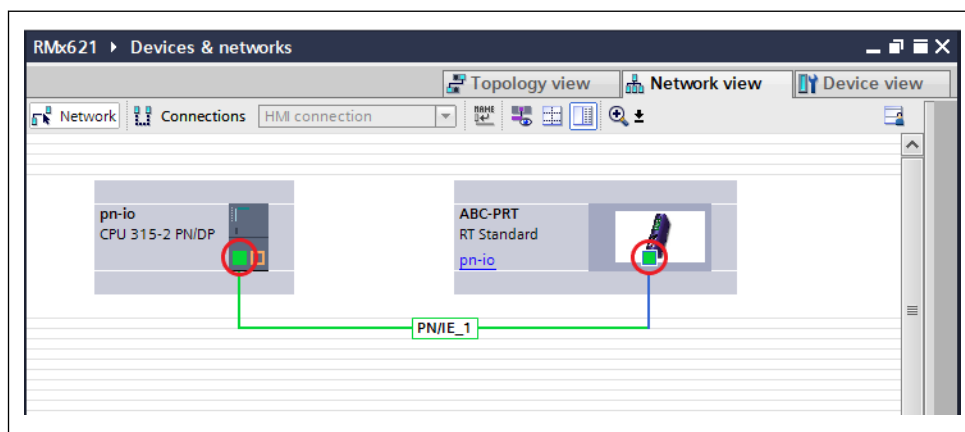 RMx621 ▸ Devices & networks
Topology view Network view Device view
Network Connections HMI connection
NAME
pn-io
CPU 315-2 PN/DP
ABC-PRT
RT Standard
pn-io
PN/IE_1